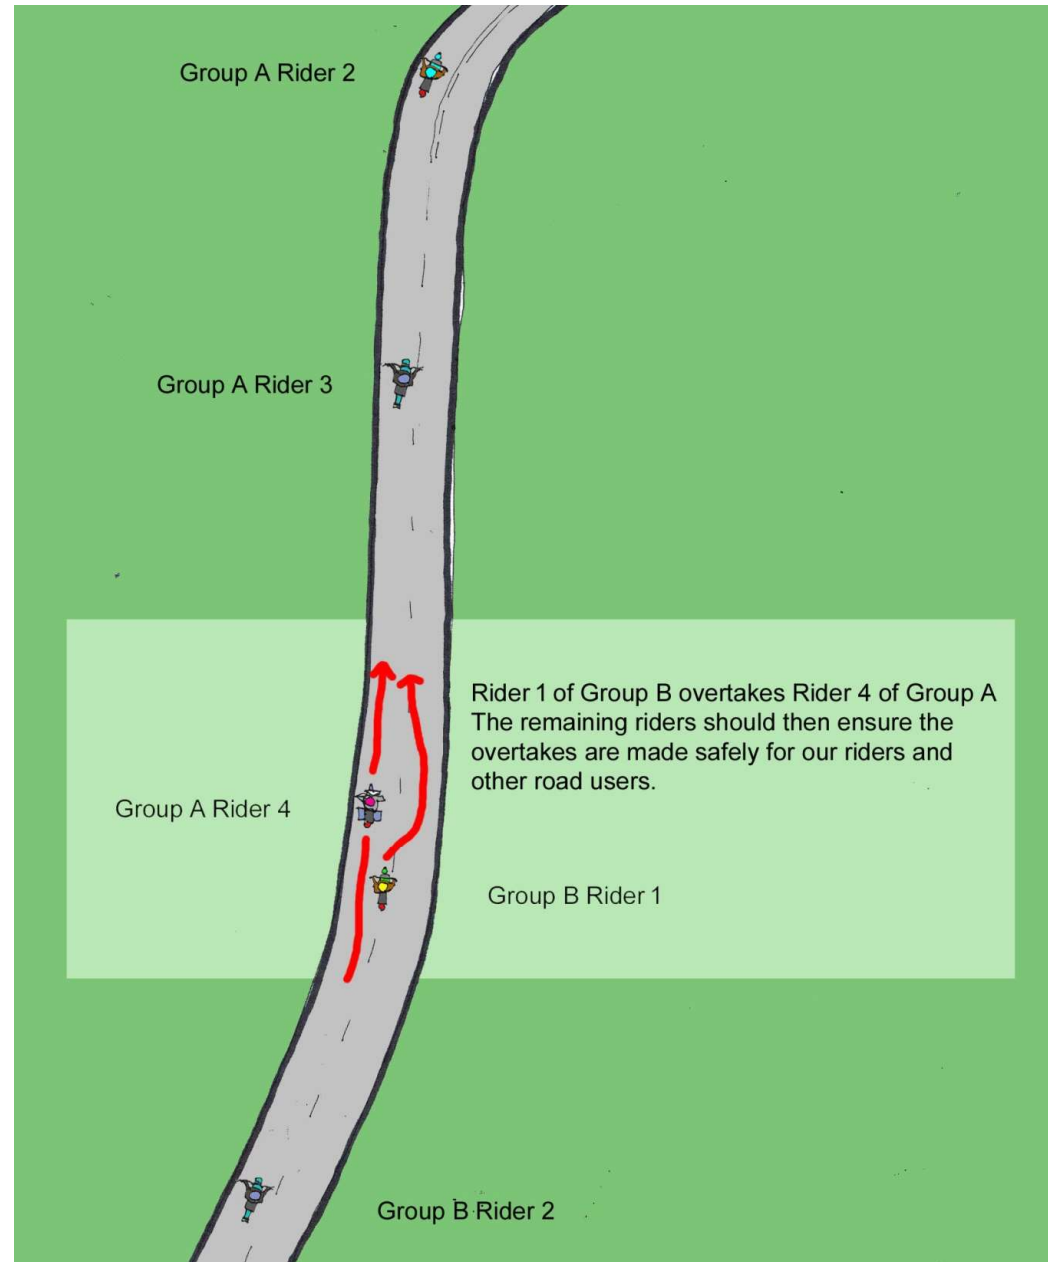 Group A Rider 2
Group A Rider 3
Rider 1 of Group B overtakes Rider 4 of Group A
The remaining riders should then ensure the
overtakes are made safely for our riders and
other road users.
Group A Rider 4
Group B Rider 1
Group B Rider 2